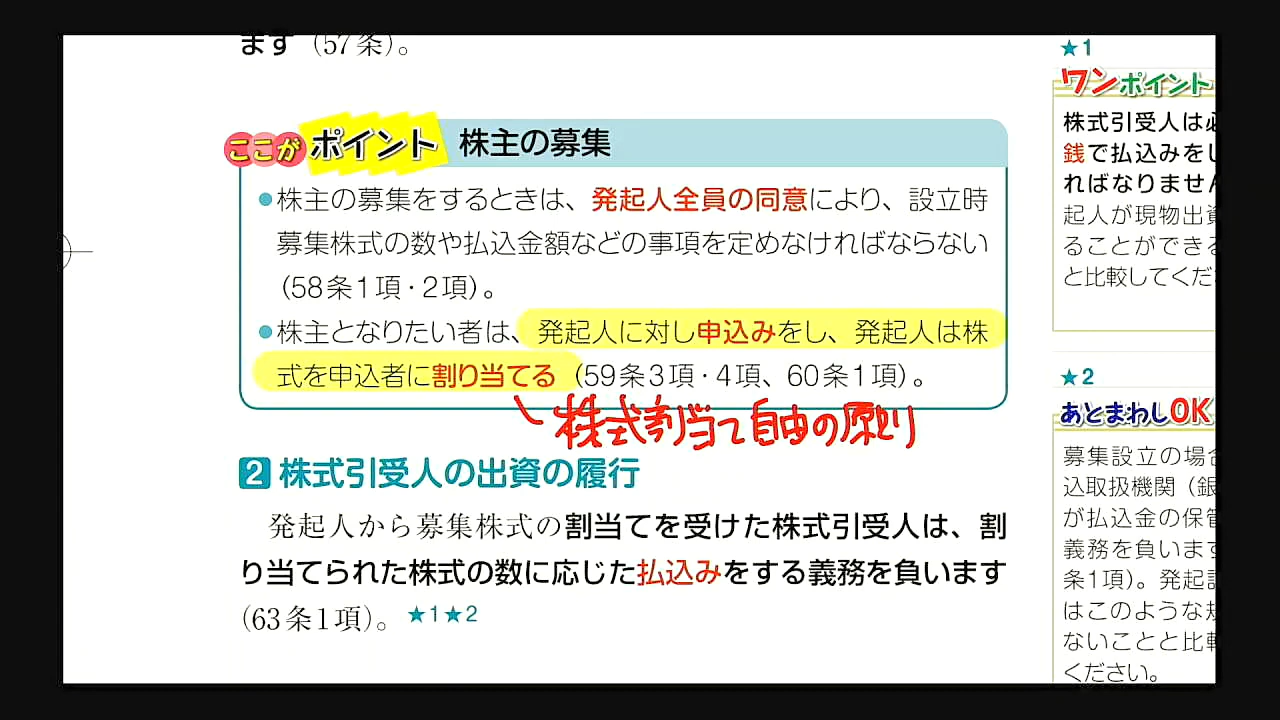 ます（57条）。
ここがポイント 株主の募集
●株主の募集をするときは、発起人全員の同意により、設立時
募集株式の数や払込金額などの事項を定めなければならない
（58条1項・2項）。
●株主となりたい者は、発起人に対し申込みをし、発起人は株
式を申込者に割り当てる（59条3項・4項、60条1項）。
株式割当て自由の原則
2 株式引受人の出資の履行
発起人から募集株式の割当てを受けた株式引受人は、割
り当てられた株式の数に応じた払込みをする義務を負います
（63条1項）。★1★2
★1
ワンポイント
株式引受人は必
銭で払込みをし
ればなりません
起人が現物出資
ることができる
と比較してくだ
★2
あとまわしOK
募集設立の場合
込取扱機関（銀
が払込金の保管
義務を負います
条1項）。発起設
はこのような規
ないことと比較
ください。